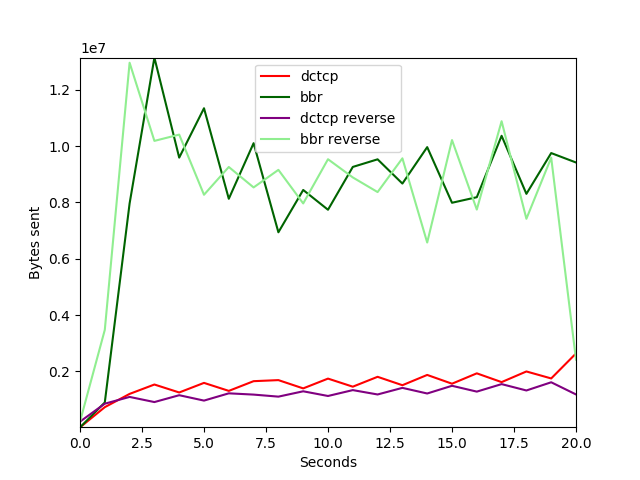 1e7
1.2
1.0
0.8
0.6
0.4
0.2
Bytes sent
dctcp
bbr
dctcp reverse
bbr reverse
0.0 2.5 5.0 7.5 10.0 12.5 15.0 17.5 20.0
Seconds